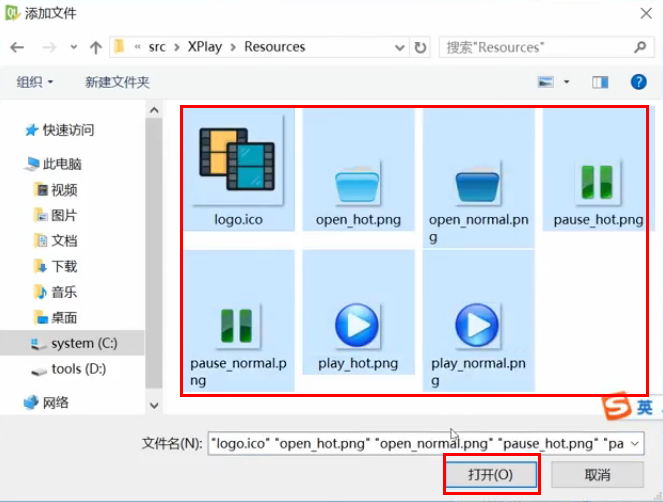 添加文件
« src > XPlay > Resources
搜索"Resources"
组织
新建文件夹
快速访问
此电脑
视频
图片
文档
下载
音乐
桌面
system (C:)
tools (D:)
网络
logo.ico
open_hot.png
open_normal.pn
g
pause_hot.png
pause_normal.p
ng
play_hot.png
play_normal.pn
g
英
文件名(N):
"logo.ico" "open_hot.png" "open_normal.png" "pause_hot.png" "pa
打开(O)
取消